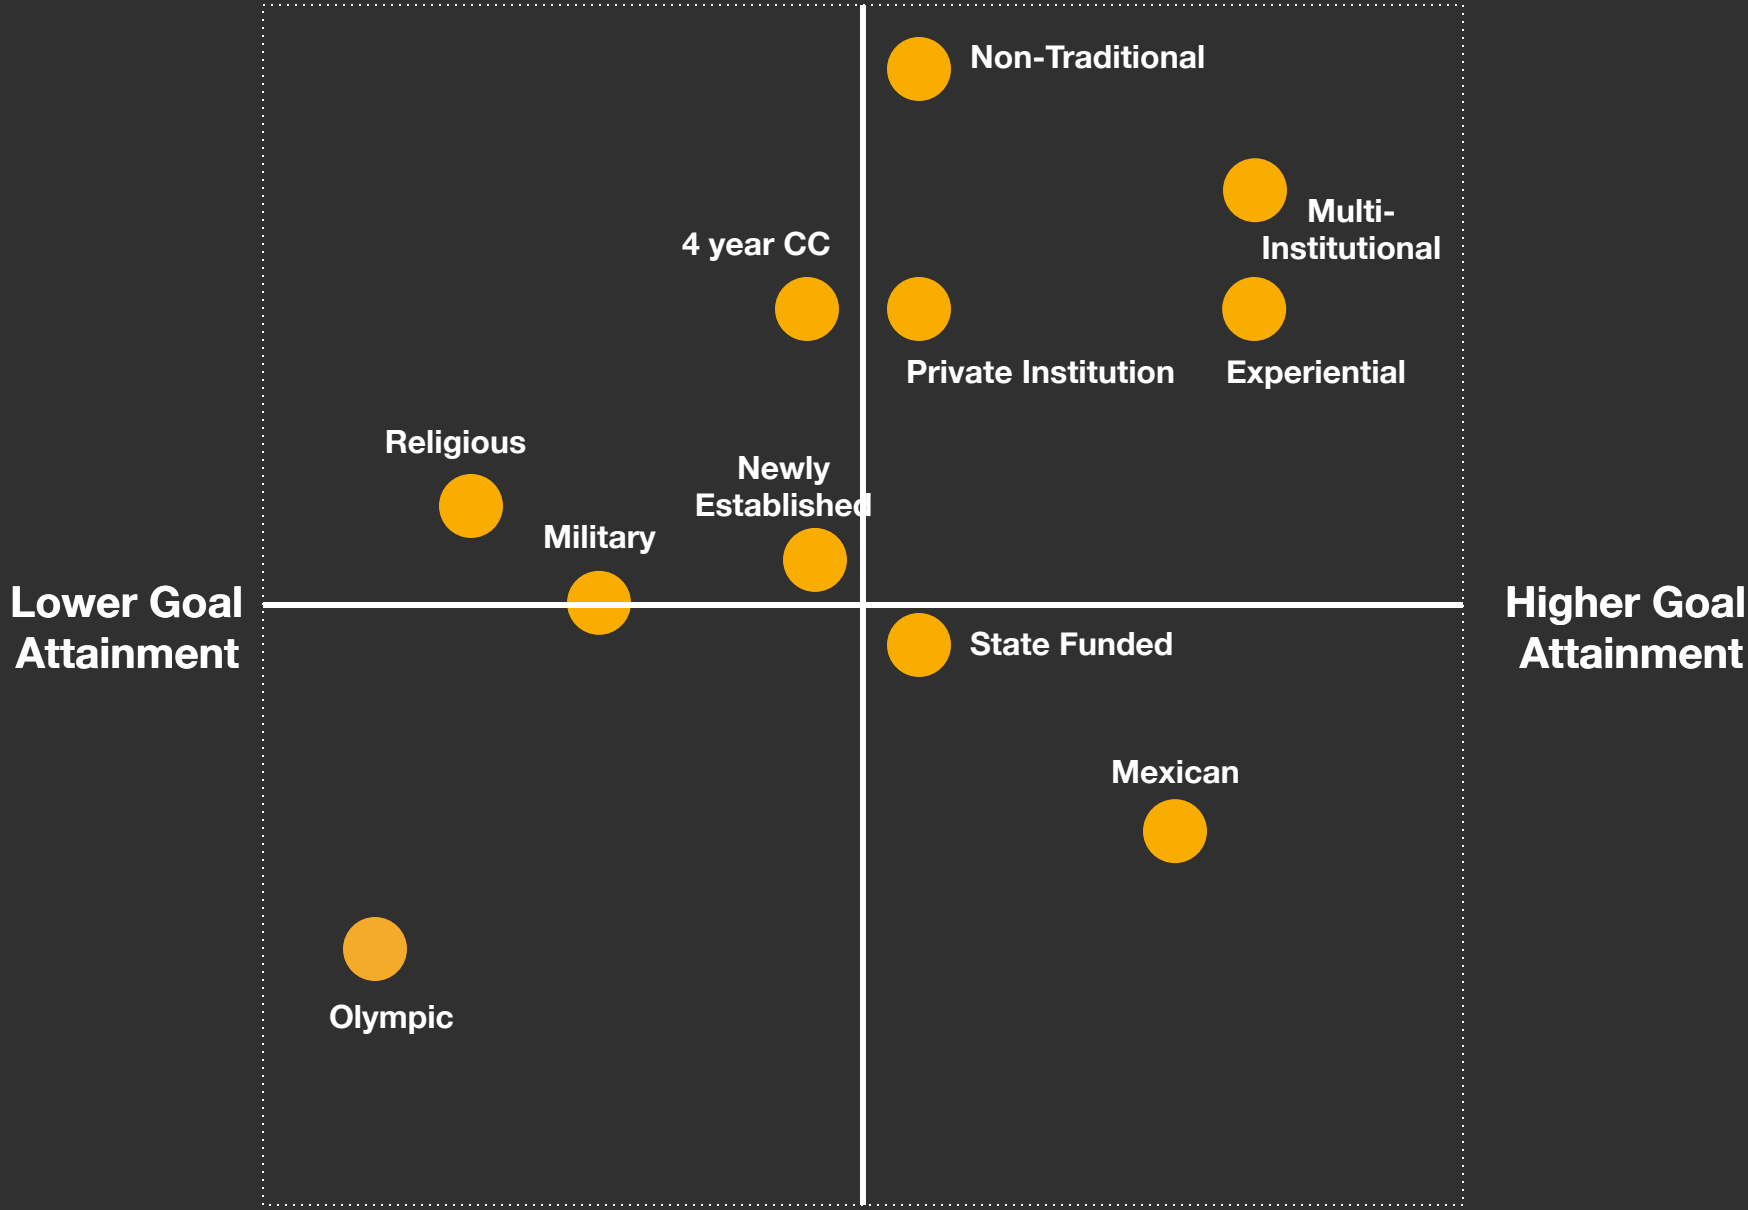 Non-Traditional
Multi-
Institutional
4 year CC
Private Institution
Experiential
Religious
Newly
Established
Military
Lower Goal
Attainment
Higher Goal
Attainment
State Funded
Mexican
Olympic